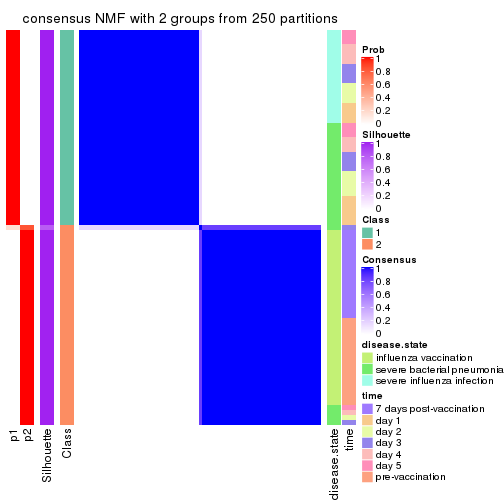 consensus NMF with 2 groups from 250 partitions
Prob
1
0.8
0.6
0.4
0.2
0
Silhouette
1
0.8
0.6
0.4
0.2
0
Class
1
2
Consensus
1
0.8
0.6
0.4
0.2
0
disease.state
influenza vaccination
severe bacterial pneumonia
severe influenza infection
time
7 days post-vaccination
day 1
day 2
day 3
day 4
day 5
pre-vaccination
p1
p2
Silhouette
Class
disease.state
time